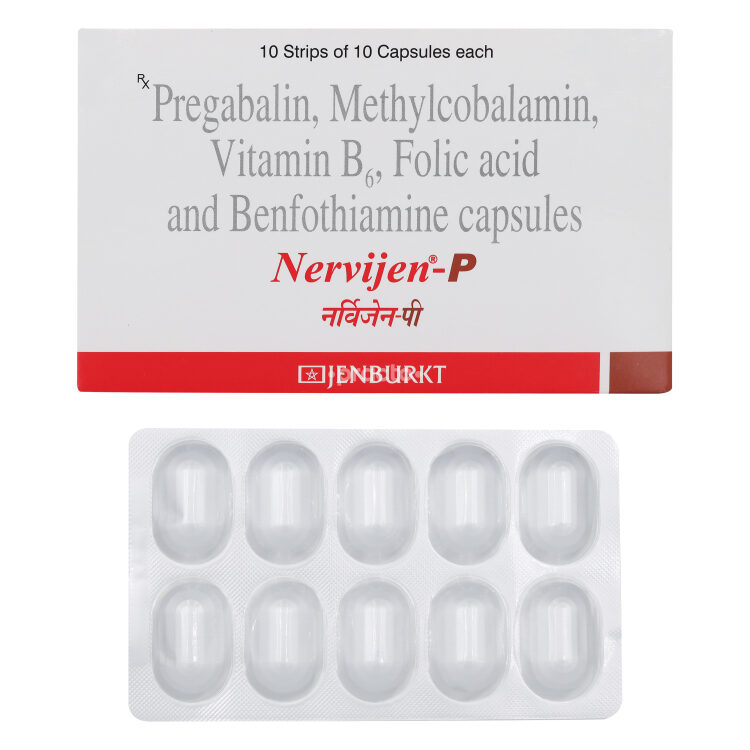 10 Strips of 10 Capsules each
Rx Pregabalin, Methylcobalamin,
Vitamin B6, Folic acid
and Benfothiamine capsules
Nervijen®-P
नर्विजेन-पी
JENBURKT
•practo•